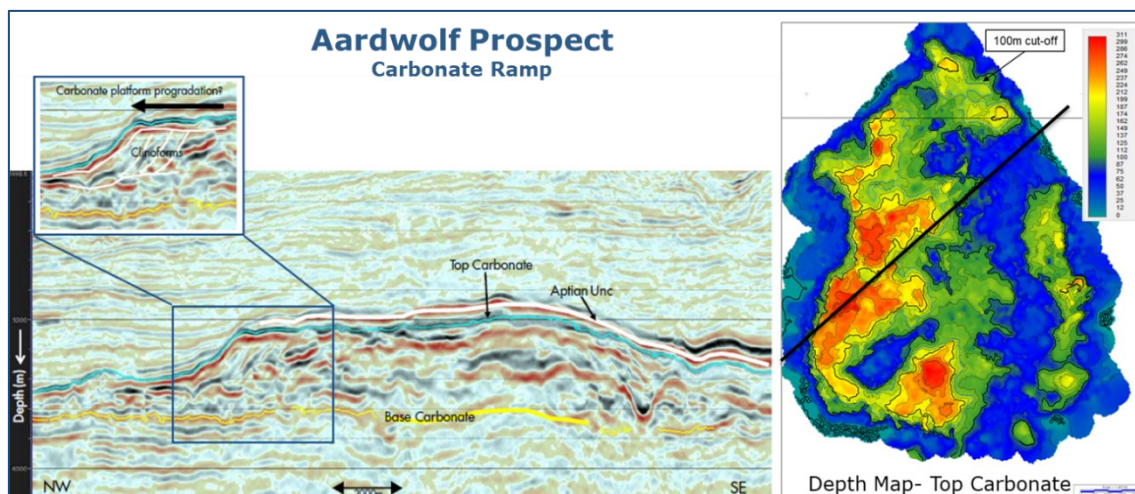 Aardwolf Prospect
Carbonate Ramp
Carbonate platform progradation?
Clinoforms
Top Carbonate
Aptian Unc
Base Carbonate
Depth (m)
NW
SE
100m cut-off
311
299
286
274
262
249
237
224
212
199
187
174
162
149
137
125
112
100
87
75
62
50
37
25
12
0
Depth Map- Top Carbonate